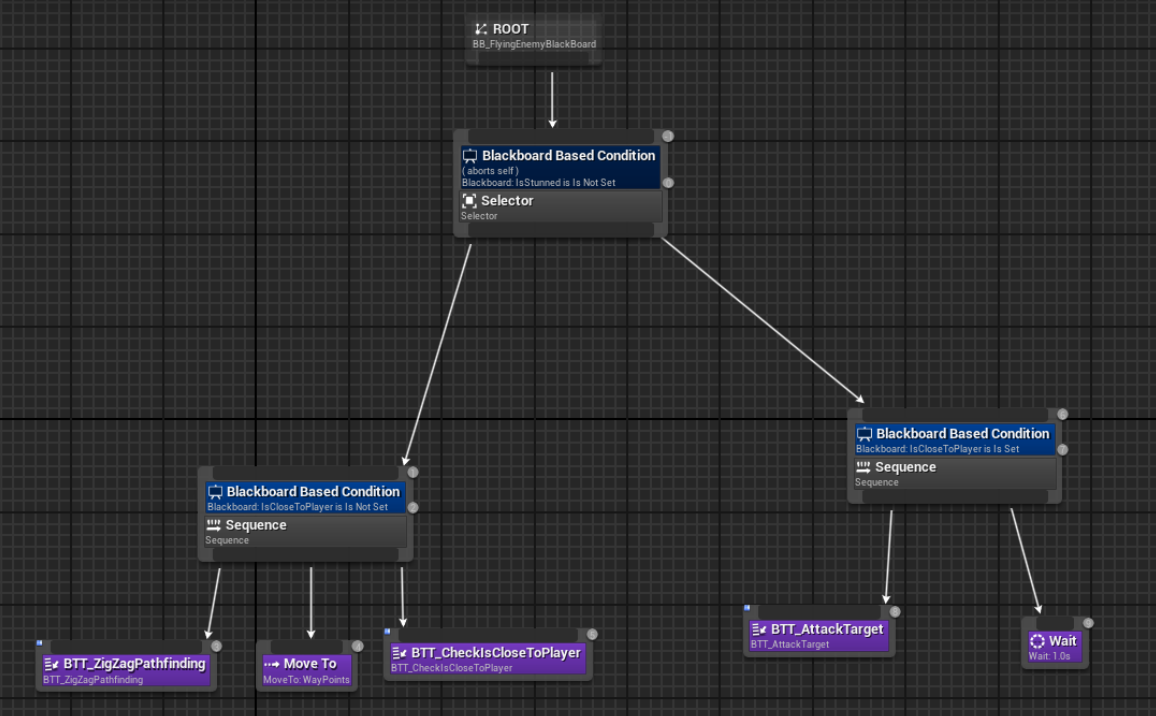 ROOT
BB_FlyingEnemyBlackBoard
Blackboard Based Condition
( aborts self )
Blackboard: IsStunned is Is Not Set
Selector
Selector
Blackboard Based Condition
Blackboard: IsCloseToPlayer is Is Not Set
Sequence
Sequence
Blackboard Based Condition
Blackboard: IsCloseToPlayer is Is Set
Sequence
Sequence
BTT_ZigZagPathfinding
BTT_ZigZagPathfinding
Move To
MoveTo: WayPoints
BTT_CheckIsCloseToPlayer
BTT_CheckIsCloseToPlayer
BTT_AttackTarget
BTT_AttackTarget
Wait
Wait: 1.0s